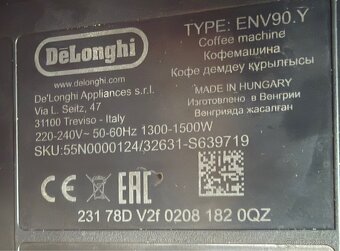 DeLonghi
www.delonghi.com
De'Longhi Appliances s.r.l.
Via L. Seitz, 47
31100 Treviso - Italy
220-240V~ 50-60Hz 1300-1500W
SKU:55N0000124/32631-S639719
TYPE: ENV90.Y
Coffee machine
Кофемашина
Кофе демдеу құрылғысы
MADE IN HUNGARY
Изготовлено в Венгрии
Венгрияда жасалған
CE
EAC
231 78D V2f 0208 182 0QZ